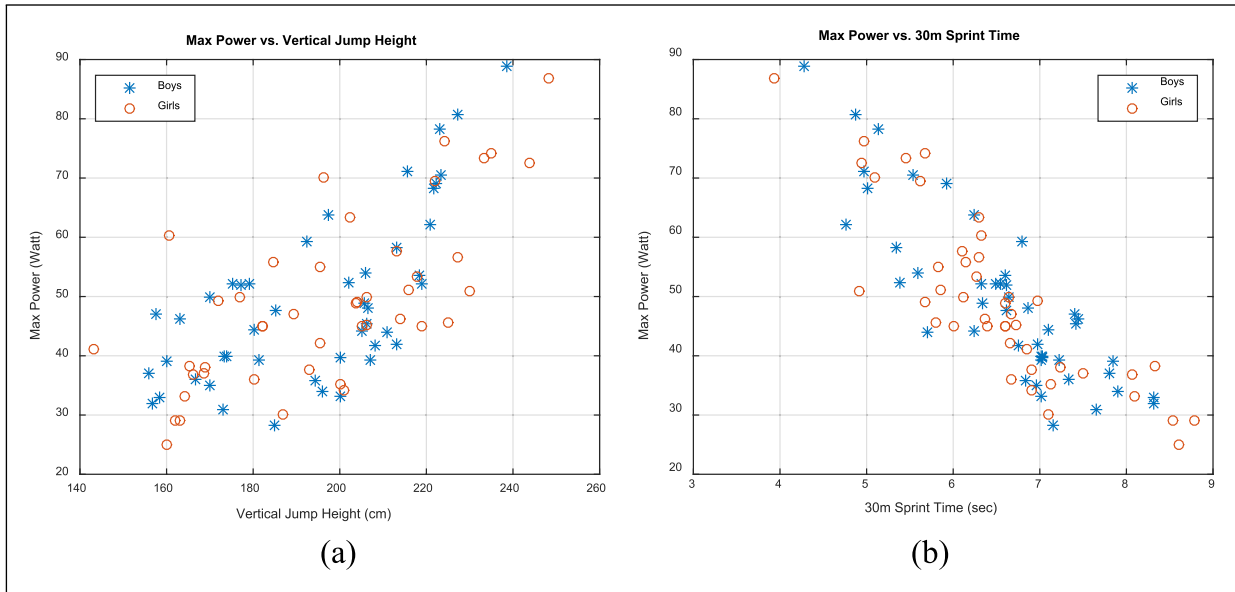 Max Power vs. Vertical Jump Height
90
80
70
60
50
40
30
20
Max Power (Watt)
Boys
Girls
140 160 180 200 220 240 260
Vertical Jump Height (cm)
(a)
Max Power vs. 30m Sprint Time
90
80
70
60
50
40
30
20
Max Power (Watt)
Boys
Girls
3 4 5 6 7 8 9
30m Sprint Time (sec)
(b)